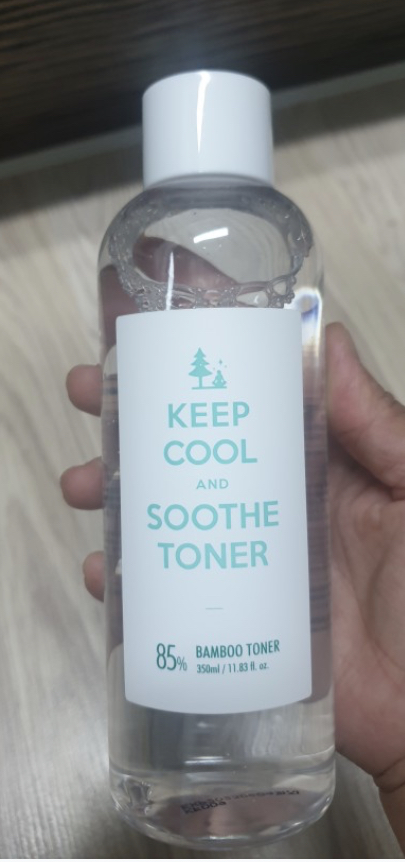 KEEP
COOL
AND
SOOTHE
TONER
85% BAMBOO TONER
350ml / 11.83 fl. oz.